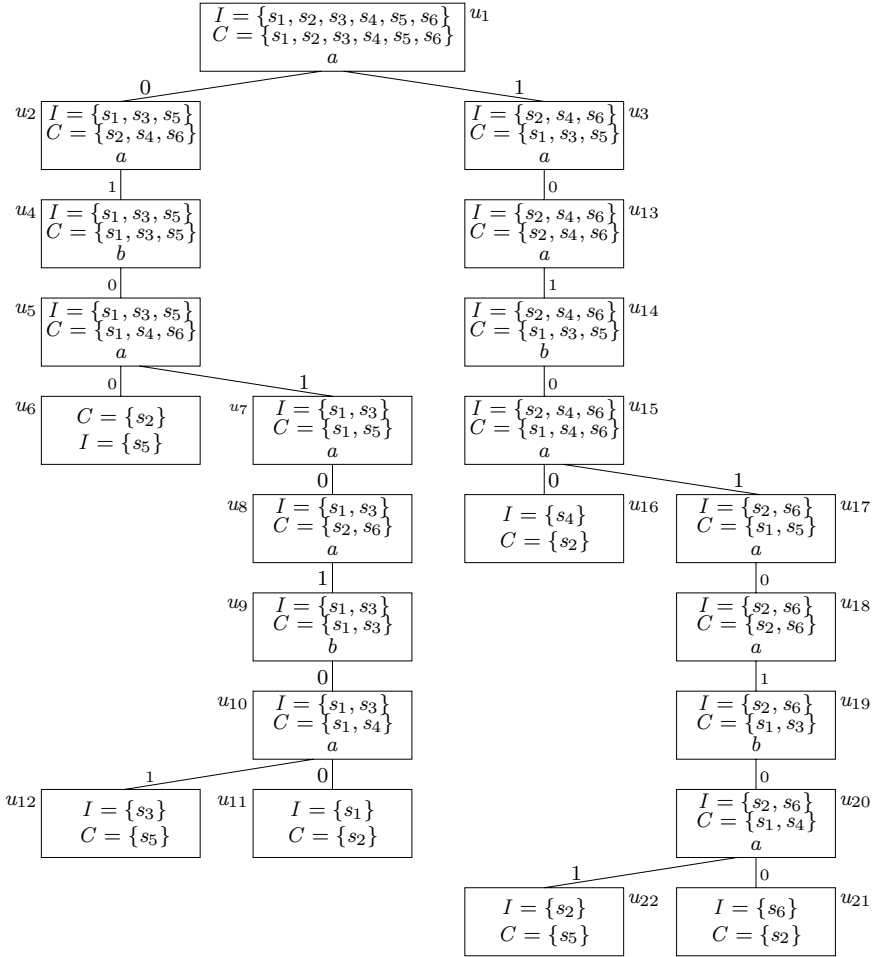 I = {s₁, s₂, s₃, s₄, s₅, s₆} u₁
C = {s₁, s₂, s₃, s₄, s₅, s₆}
a
0 1
u₂ I = {s₁, s₃, s₅}
C = {s₂, s₄, s₆}
a
I = {s₂, s₄, s₆} u₃
C = {s₁, s₃, s₅}
a
1 0
u₄ I = {s₁, s₃, s₅}
C = {s₁, s₃, s₅}
b
I = {s₂, s₄, s₆} u₁₃
C = {s₂, s₄, s₆}
a
0 1
u₅ I = {s₁, s₃, s₅}
C = {s₁, s₄, s₆}
a
I = {s₂, s₄, s₆} u₁₄
C = {s₁, s₃, s₅}
b
0 1 0
u₆ C = {s₂}
I = {s₅}
u₇ I = {s₁, s₃}
C = {s₁, s₅}
a
I = {s₂, s₄, s₆} u₁₅
C = {s₁, s₄, s₆}
a
0 0 1
u₈ I = {s₁, s₃}
C = {s₂, s₆}
a
I = {s₄} u₁₆
C = {s₂}
I = {s₂, s₆} u₁₇
C = {s₁, s₅}
a
1 0
u₉ I = {s₁, s₃}
C = {s₁, s₃}
b
I = {s₂, s₆} u₁₈
C = {s₂, s₆}
a
0 1
u₁₀ I = {s₁, s₃}
C = {s₁, s₄}
a
I = {s₂, s₆} u₁₉
C = {s₁, s₃}
b
1 0 0
u₁₂ I = {s₃}
C = {s₅}
u₁₁ I = {s₁}
C = {s₂}
I = {s₂, s₆} u₂₀
C = {s₁, s₄}
a
1 0
I = {s₂} u₂₂
C = {s₅}
I = {s₆} u₂₁
C = {s₂}